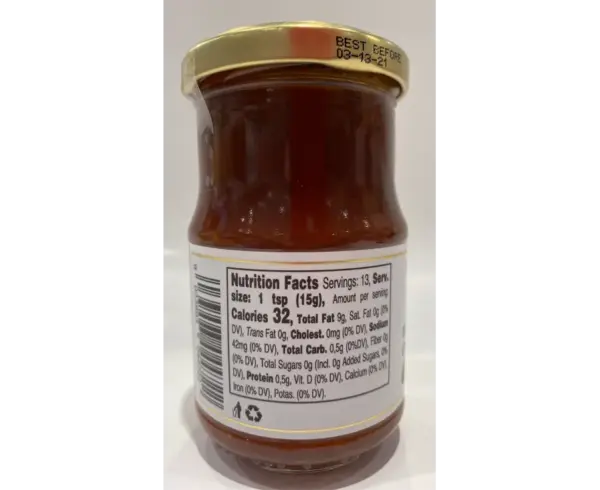 BEST BEFORE
03-13-21
Nutrition Facts Servings: 13, Serv.
size: 1 tsp (15g), Amount per serving:
Calories 32, Total Fat 9g, Sat. Fat 0g (0%
DV), Trans Fat 0g, Cholest. 0mg (0% DV), Sodium
42mg (0% DV), Total Carb. 0,5g (0%DV), Fiber 0g
(0% DV), Total Sugars 0g (Incl. 0g Added Sugars, 0%
DV), Protein 0,5g, Vit. D (0% DV), Calcium (0% DV),
Iron (0% DV), Potas. (0% DV).